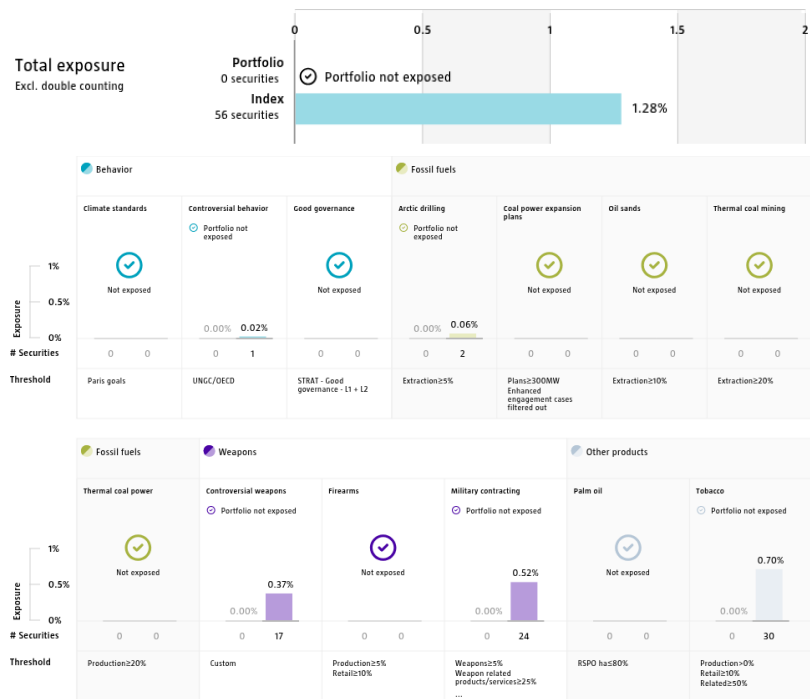 0 0.5 1 1.5 2
Total exposure
Excl. double counting
Portfolio
0 securities
Portfolio not exposed
Index
56 securities
1.28%
Behavior
Fossil fuels
Climate standards
Controversial behavior
Good governance
Arctic drilling
Coal power expansion
plans
Oil sands
Thermal coal mining
Portfolio not
exposed
Portfolio not
exposed
Not exposed
Not exposed
Not exposed
Not exposed
Not exposed
Exposure
1%
0.5%
0%
0.00% 0.02%
0.00% 0.06%
# Securities
0 0 0 1 0 0 0 2 0 0 0 0 0 0
Threshold
Paris goals
UNGC/OECD
STRAT - Good
governance - L1 + L2
Extraction≥5%
Plans≥300MW
Enhanced
engagement cases
filtered out
Extraction≥10%
Extraction≥20%
Fossil fuels
Weapons
Other products
Thermal coal power
Controversial weapons
Firearms
Military contracting
Palm oil
Tobacco
Portfolio not exposed
Portfolio not exposed
Portfolio not exposed
Not exposed
Not exposed
Not exposed
Exposure
1%
0.5%
0%
0.00% 0.37%
0.00% 0.52%
0.00% 0.70%
# Securities
0 0 0 17 0 0 0 24 0 0 0 30
Threshold
Production≥20%
Custom
Production≥5%
Retail≥10%
Weapons≥5%
Weapon related
products/services≥25%
...
RSPO ha≤80%
Production>0%
Retail≥10%
Related≥50%